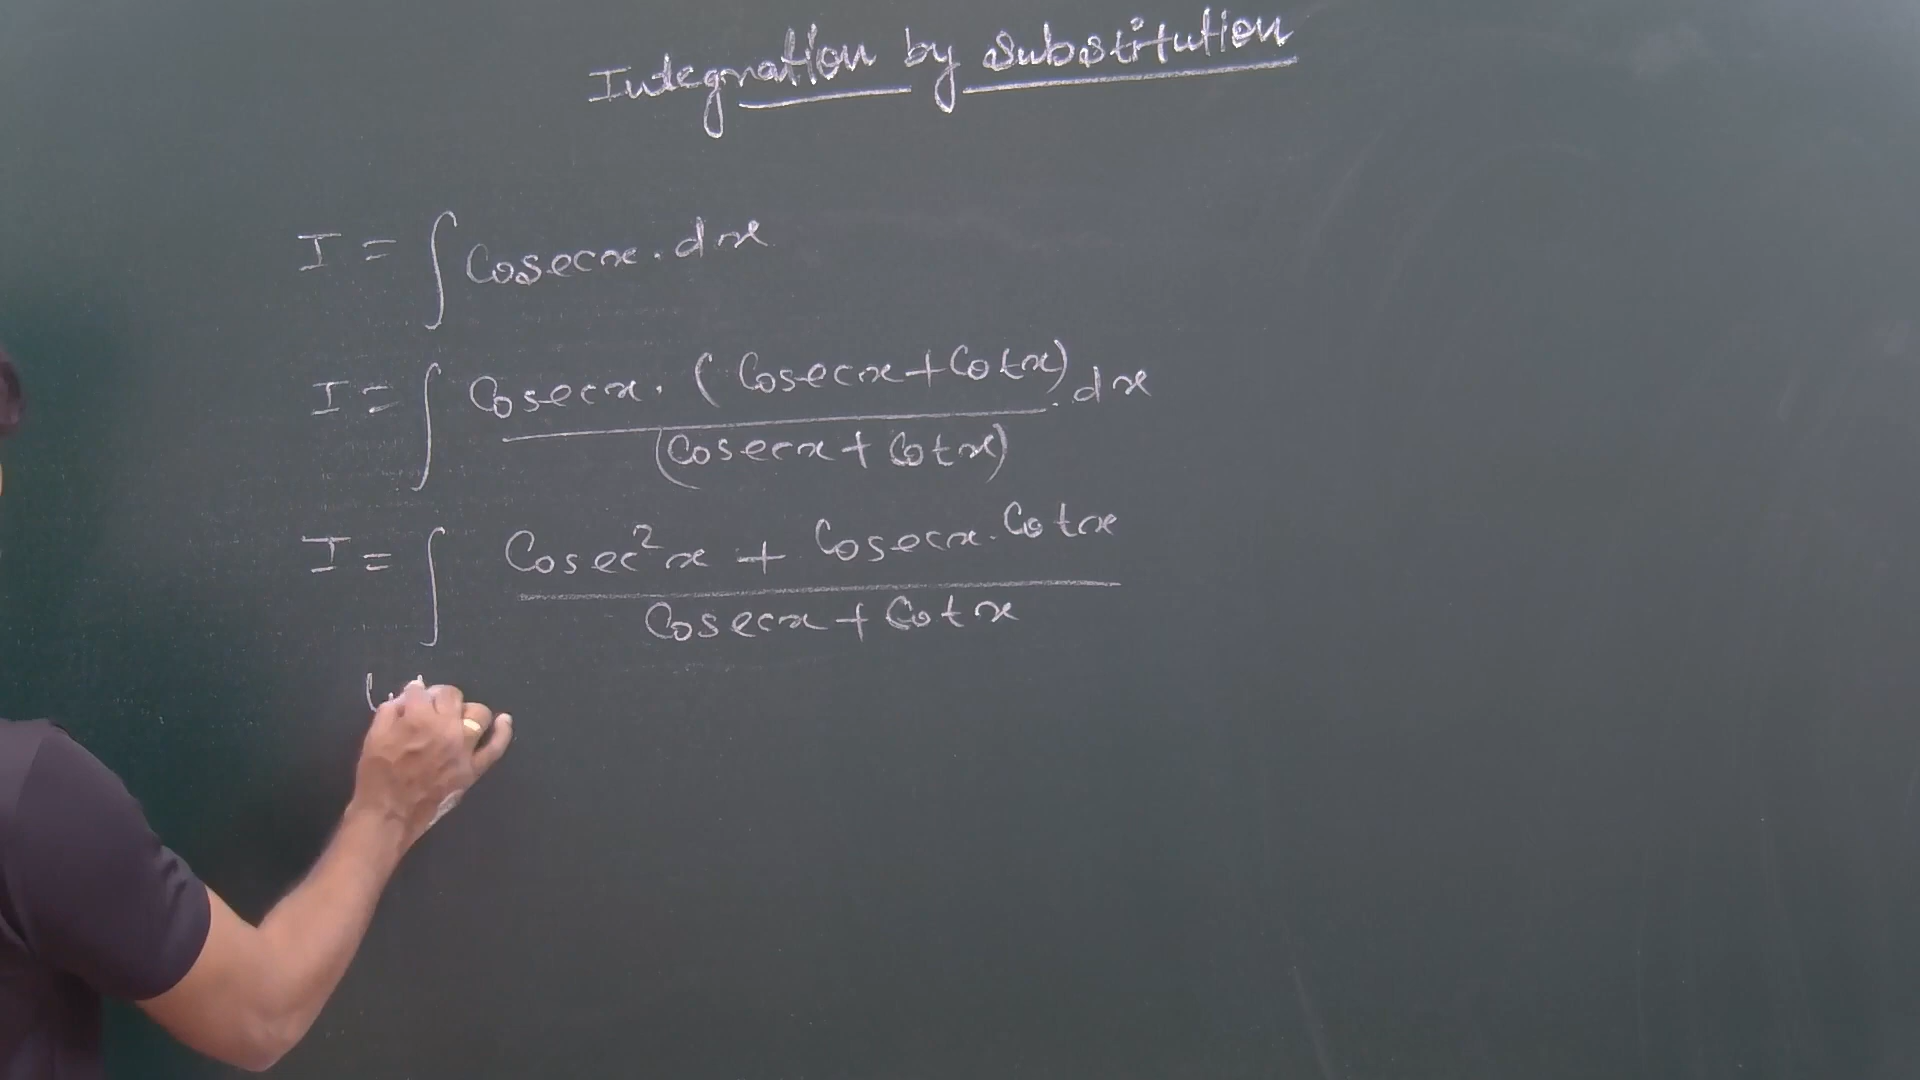 Integration by substitution
I = ∫ Cosecx . dx
I = ∫ Cosecx . (Cosecx + Cotx) / (Cosecx + Cotx) . dx
I = ∫ Cosec²x + Cosecx . Cotx / Cosecx + Cotx